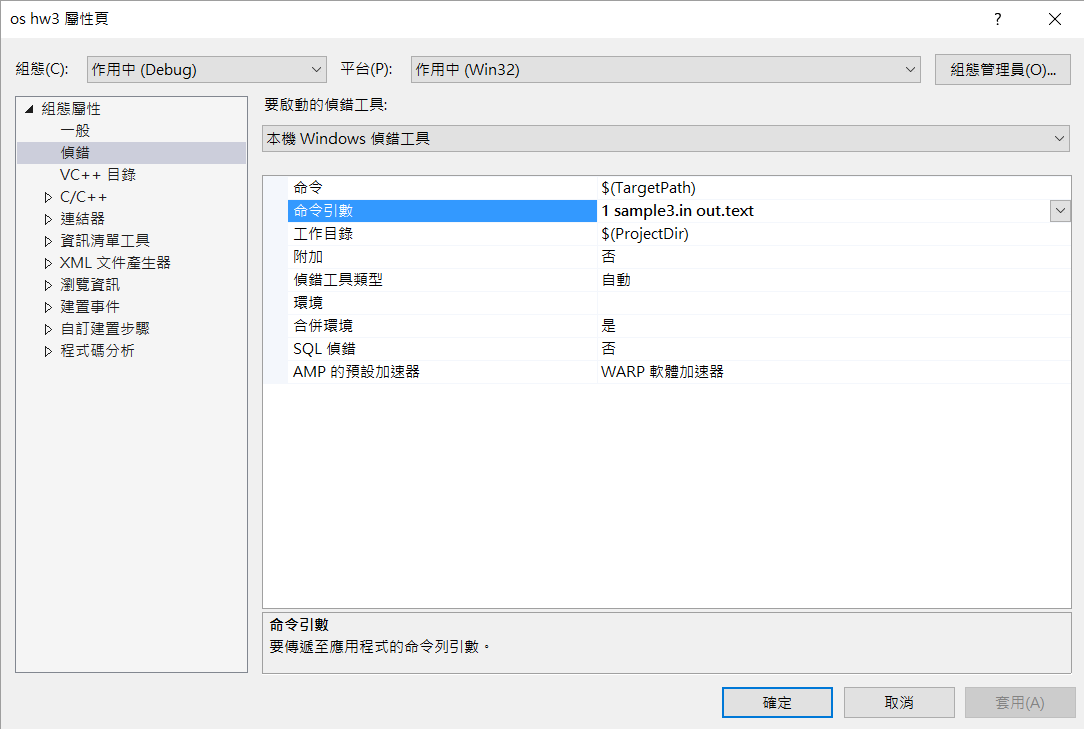 os hw3 屬性頁
組態(C): 作用中 (Debug) 平台(P): 作用中 (Win32) 組態管理員(O)...
組態屬性
一般
偵錯
VC++ 目錄
C/C++
連結器
資訊清單工具
XML 文件產生器
瀏覽資訊
建置事件
自訂建置步驟
程式碼分析
要啟動的偵錯工具:
本機 Windows 偵錯工具
命令 $(TargetPath)
命令引數 1 sample3.in out.text
工作目錄 $(ProjectDir)
附加 否
偵錯工具類型 自動
環境
合併環境 是
SQL 偵錯 否
AMP 的預設加速器 WARP 軟體加速器
命令引數
要傳遞至應用程式的命令列引數。
確定 取消 套用(A)